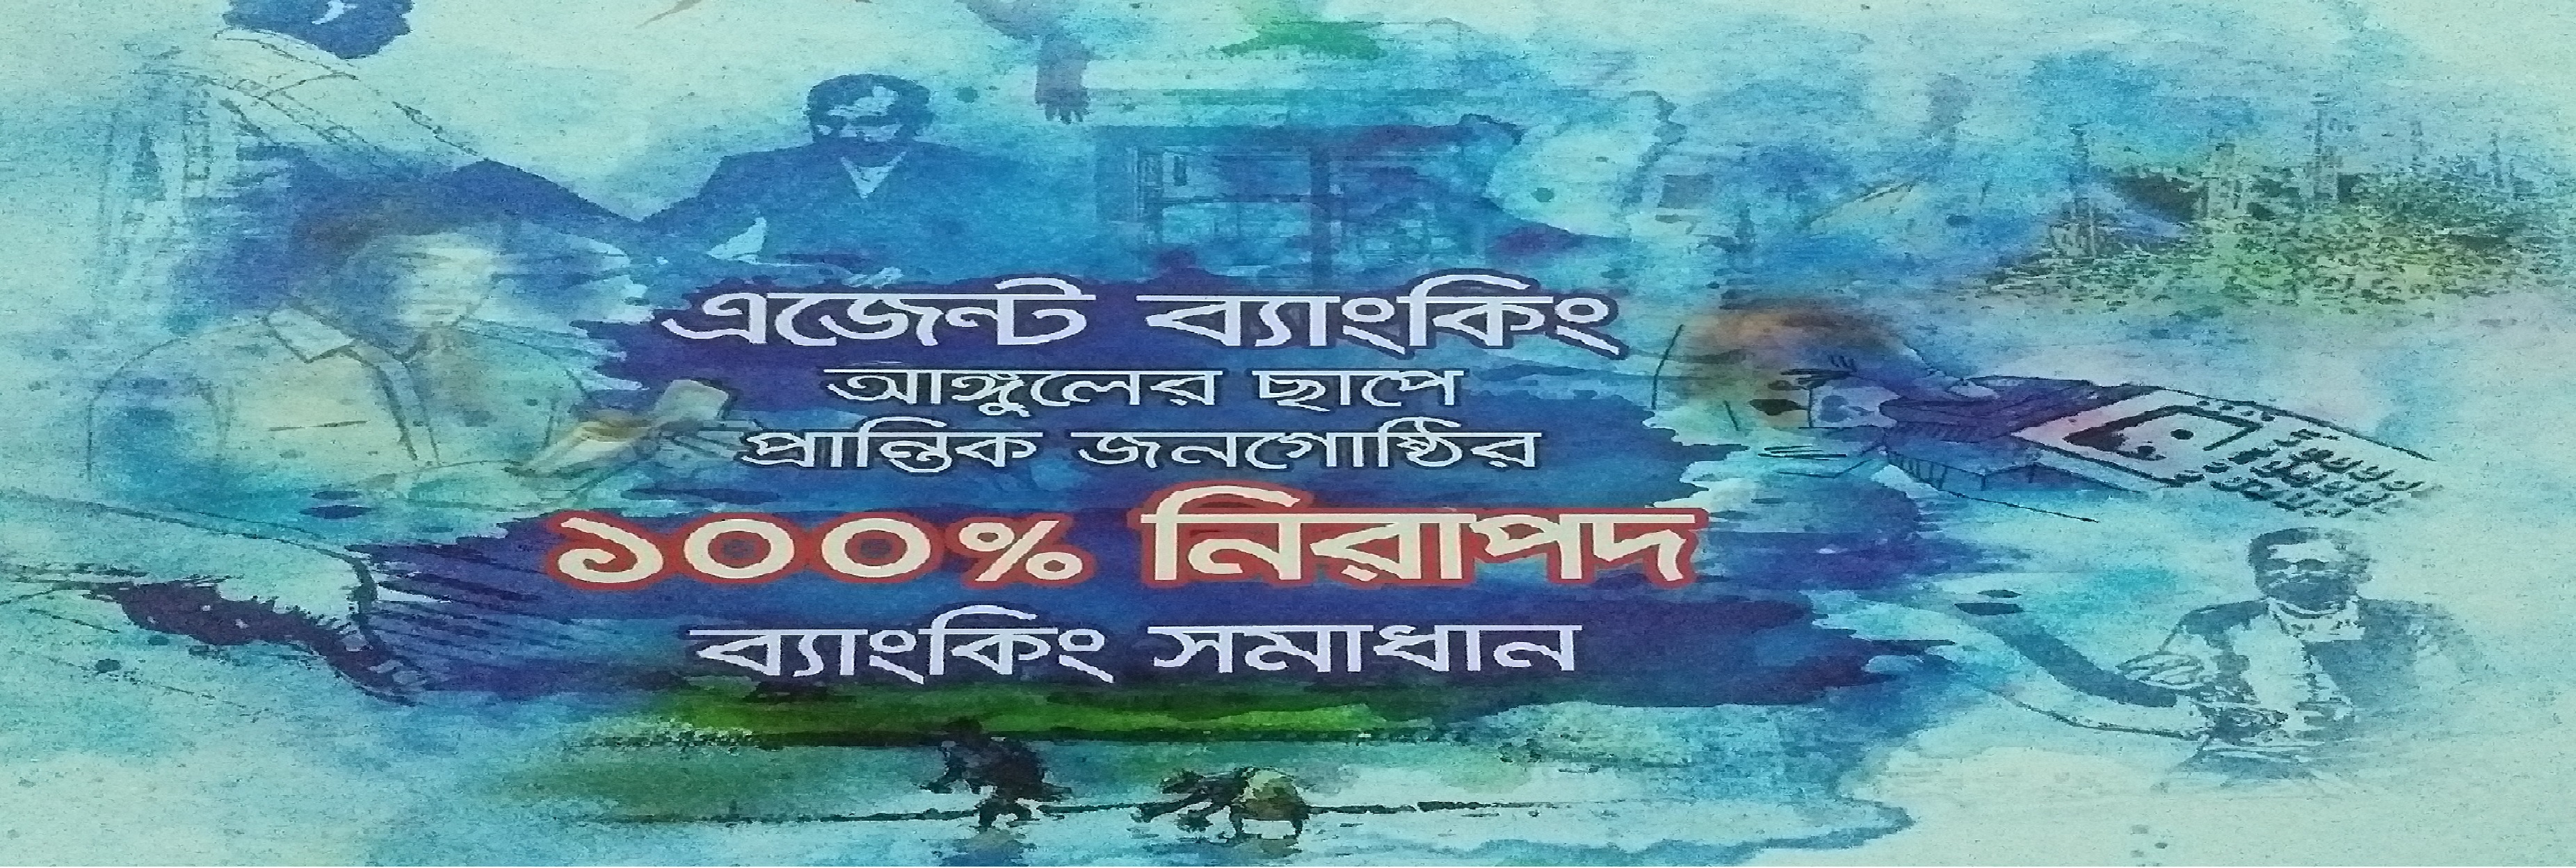 এজেন্ট ব্যাংকিং
আঙ্গুলের ছাপে
প্রান্তিক জনগোষ্ঠির
১০০% নিরাপদ
ব্যাংকিং সমাধান